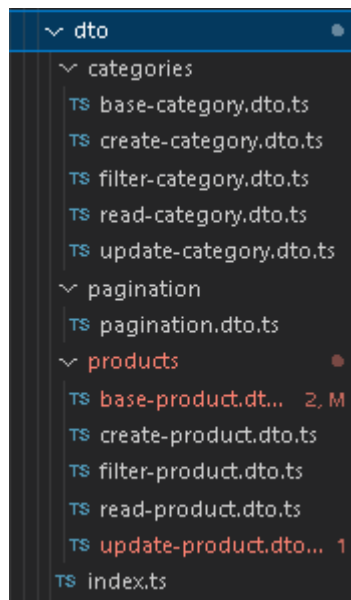 dto
categories
TS base-category.dto.ts
TS create-category.dto.ts
TS filter-category.dto.ts
TS read-category.dto.ts
TS update-category.dto.ts
pagination
TS pagination.dto.ts
products
TS base-product.dt... 2, M
TS create-product.dto.ts
TS filter-product.dto.ts
TS read-product.dto.ts
TS update-product.dto... 1
TS index.ts